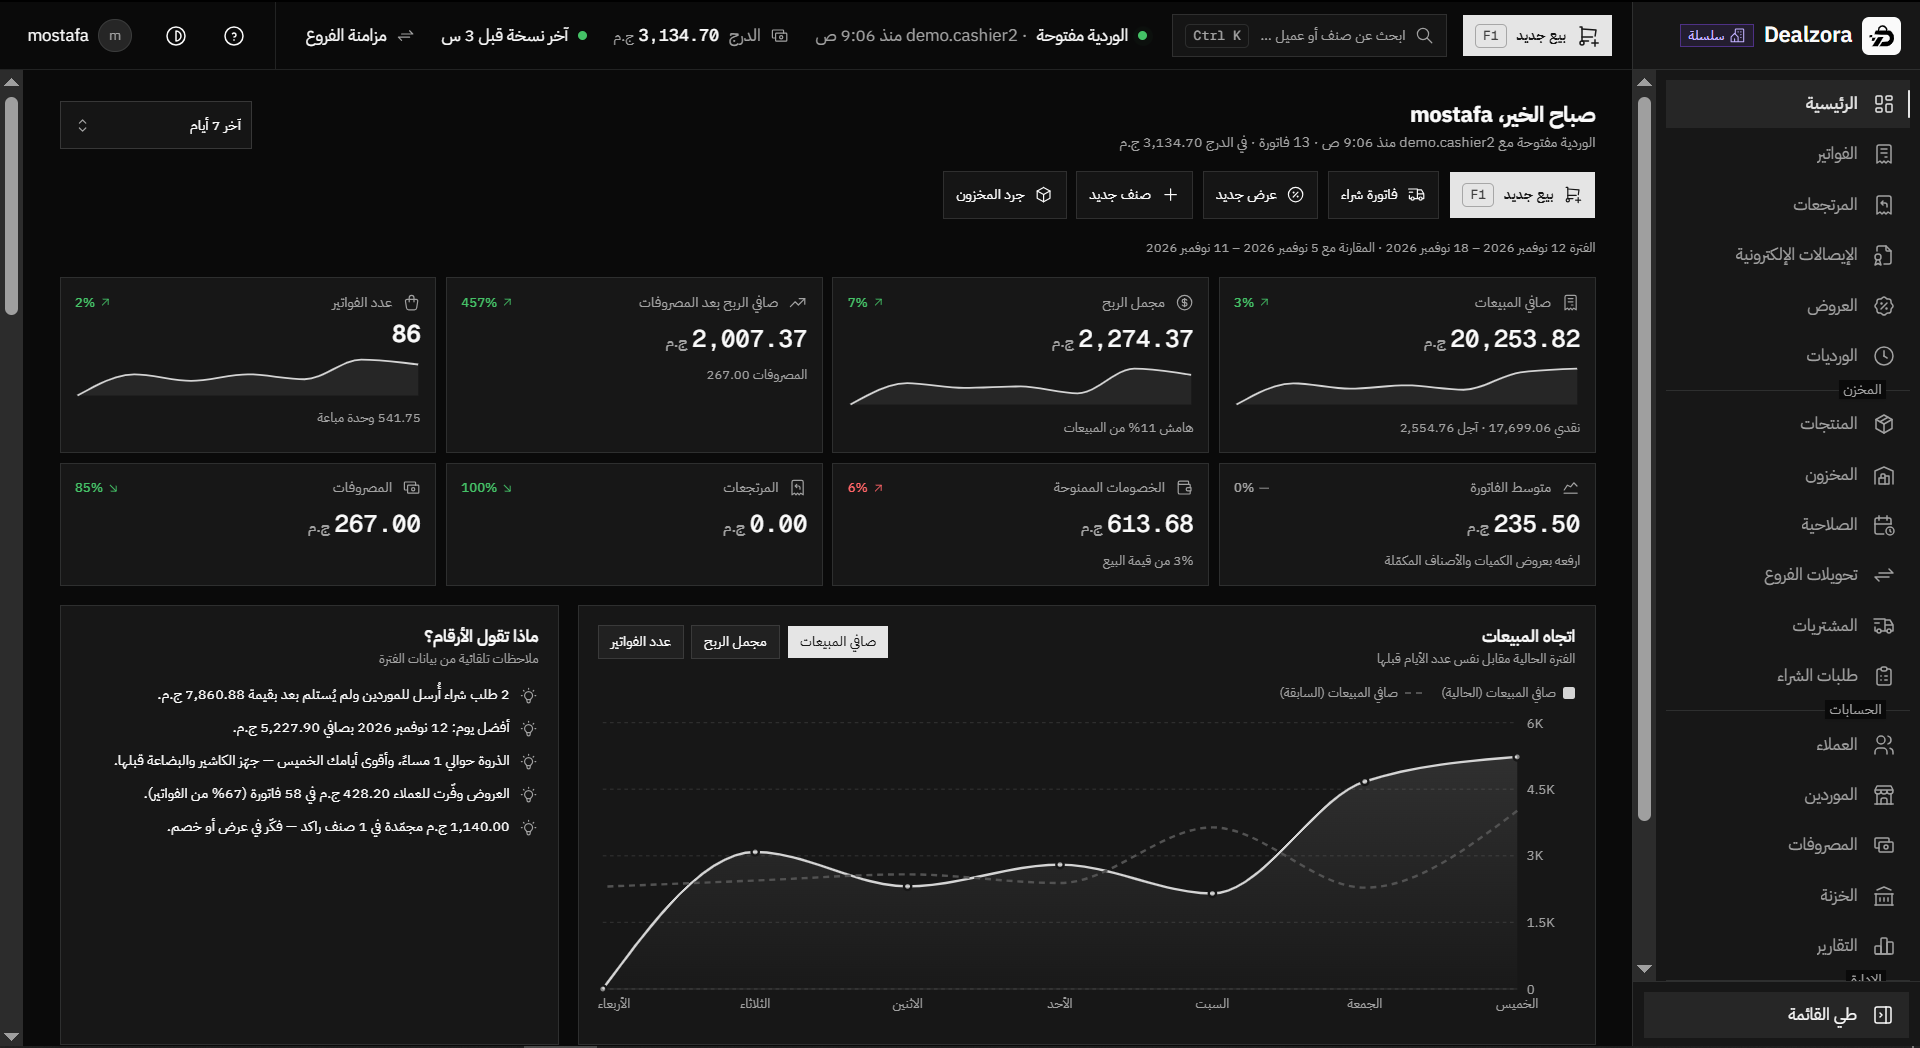 Dealzora
سلسلة
بيع جديد F1
ابحث عن صنف أو عميل ... Ctrl K
الوردية مفتوحة · demo.cashier2 منذ 9:06 ص
الدرج 3,134.70 ج.م
آخر نسخة قبل 3 س
مزامنة الفروع
m mostafa
الرئيسية
الفواتير
المرتجعات
الإيصالات الإلكترونية
العروض
الورديات
المخزن
المنتجات
المخزون
الصلاحية
تحويلات الفروع
المشتريات
طلبات الشراء
الحسابات
العملاء
الموردين
المصروفات
الخزنة
التقارير
الإدارة
طي القائمة
صباح الخير، mostafa
الوردية مفتوحة مع demo.cashier2 منذ 9:06 ص · 13 فاتورة · في الدرج 3,134.70 ج.م
آخر 7 أيام
بيع جديد F1
فاتورة شراء
عرض جديد
صنف جديد
جرد المخزون
الفترة 12 نوفمبر 2026 – 18 نوفمبر 2026 · المقارنة مع 5 نوفمبر 2026 – 11 نوفمبر 2026
صافي المبيعات 3%
20,253.82 ج.م
نقدي 17,699.06 · آجل 2,554.76
مجمل الربح 7%
2,274.37 ج.م
هامش 11% من المبيعات
صافي الربح بعد المصروفات 457%
2,007.37 ج.م
المصروفات 267.00
عدد الفواتير 2%
86
541.75 وحدة مباعة
متوسط الفاتورة 0%
235.50 ج.م
ارفعه بعروض الكميات والأصناف المكمّلة
الخصومات الممنوحة 6%
613.68 ج.م
3% من قيمة البيع
المرتجعات 100%
0.00 ج.م
المصروفات 85%
267.00 ج.م
اتجاه المبيعات
الفترة الحالية مقابل نفس عدد الأيام قبلها
صافي المبيعات
مجمل الربح
عدد الفواتير
صافي المبيعات (الحالية)
صافي المبيعات (السابقة)
6K
4.5K
3K
1.5K
0
الخميس
الجمعة
السبت
الأحد
الاثنين
الثلاثاء
الأربعاء
ماذا تقول الأرقام؟
ملاحظات تلقائية من بيانات الفترة
2 طلب شراء أُرسل للموردين ولم يُستلم بعد بقيمة 7,860.88 ج.م.
أفضل يوم: 12 نوفمبر 2026 بصافي 5,227.90 ج.م.
الذروة حوالي 1 مساءً، وأقوى أيامك الخميس — جهّز الكاشير والبضاعة قبلها.
العروض وفّرت للعملاء 428.20 ج.م في 58 فاتورة (67% من الفواتير).
1,140.00 ج.م مجمّدة في 1 صنف راكد — فكّر في عرض أو خصم.